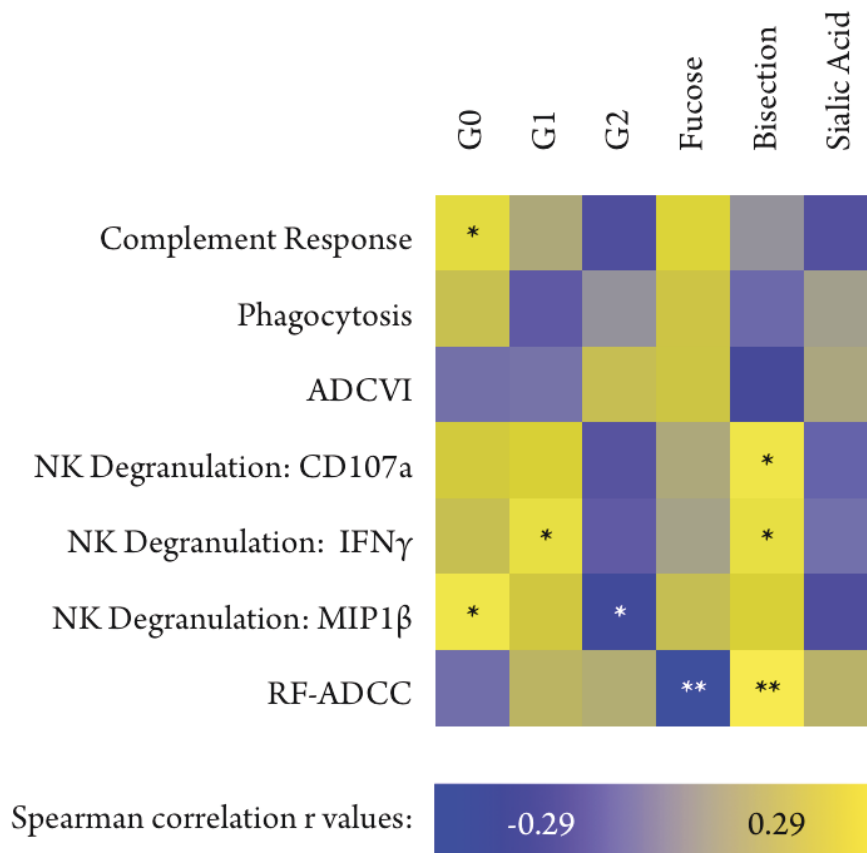 G0 G1 G2 Fucose Bisection Sialic Acid
Complement Response *
Phagocytosis
ADCVI
NK Degranulation: CD107a *
NK Degranulation: IFNγ * *
NK Degranulation: MIP1β * *
RF-ADCC ** **
Spearman correlation r values: -0.29 0.29